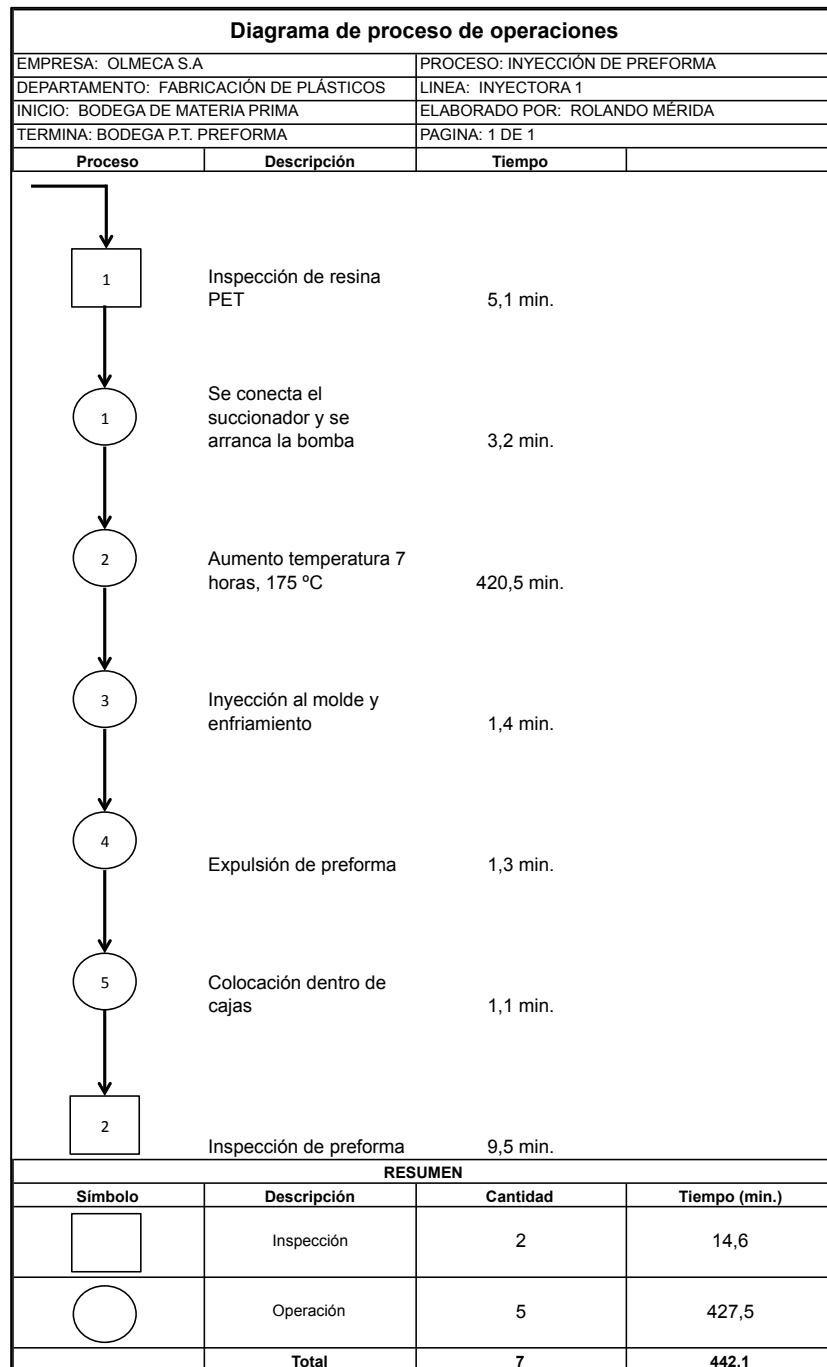 Diagrama de proceso de operaciones
EMPRESA: OLMECA S.A PROCESO: INYECCIÓN DE PREFORMA
DEPARTAMENTO: FABRICACIÓN DE PLÁSTICOS LINEA: INYECTORA 1
INICIO: BODEGA DE MATERIA PRIMA ELABORADO POR: ROLANDO MÉRIDA
TERMINA: BODEGA P.T. PREFORMA PAGINA: 1 DE 1
Proceso Descripción Tiempo
1 Inspección de resina
PET 5,1 min.
Se conecta el
1 succionador y se
arranca la bomba 3,2 min.
2 Aumento temperatura 7
horas, 175 ºC 420,5 min.
3 Inyección al molde y
enfriamiento 1,4 min.
4
Expulsión de preforma 1,3 min.
5 Colocación dentro de
cajas 1,1 min.
2
Inspección de preforma 9,5 min.
RESUMEN
Símbolo Descripción Cantidad Tiempo (min.)
Inspección 2 14,6
Operación 5 427,5
Total 7 442,1